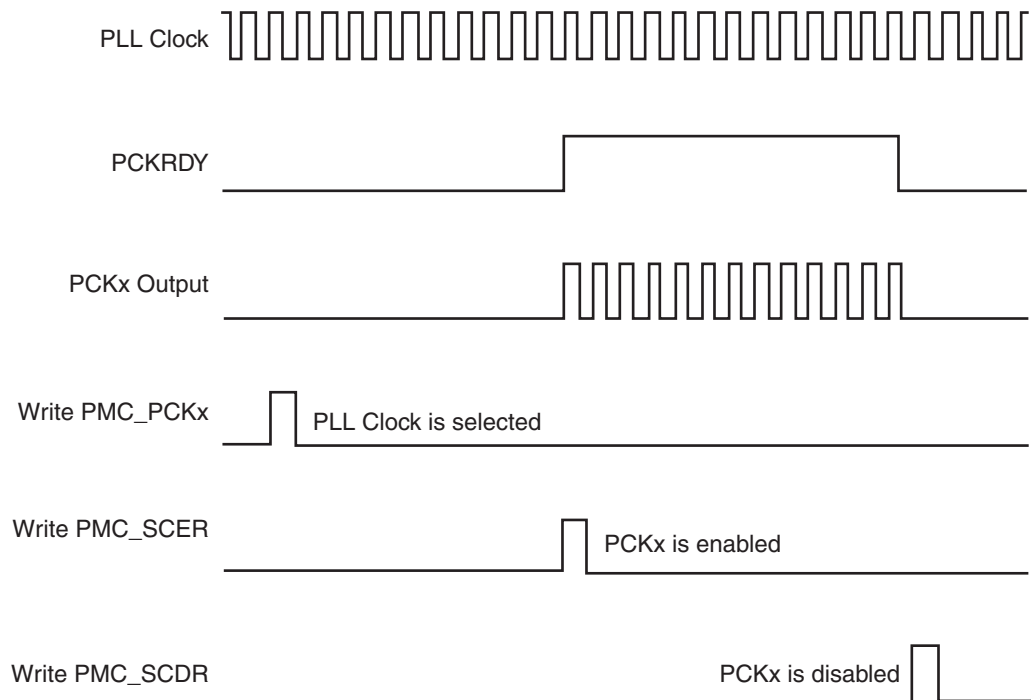 PLL Clock
PCKRDY
PCKx Output
Write PMC_PCKx
PLL Clock is selected
Write PMC_SCER
PCKx is enabled
Write PMC_SCDR
PCKx is disabled